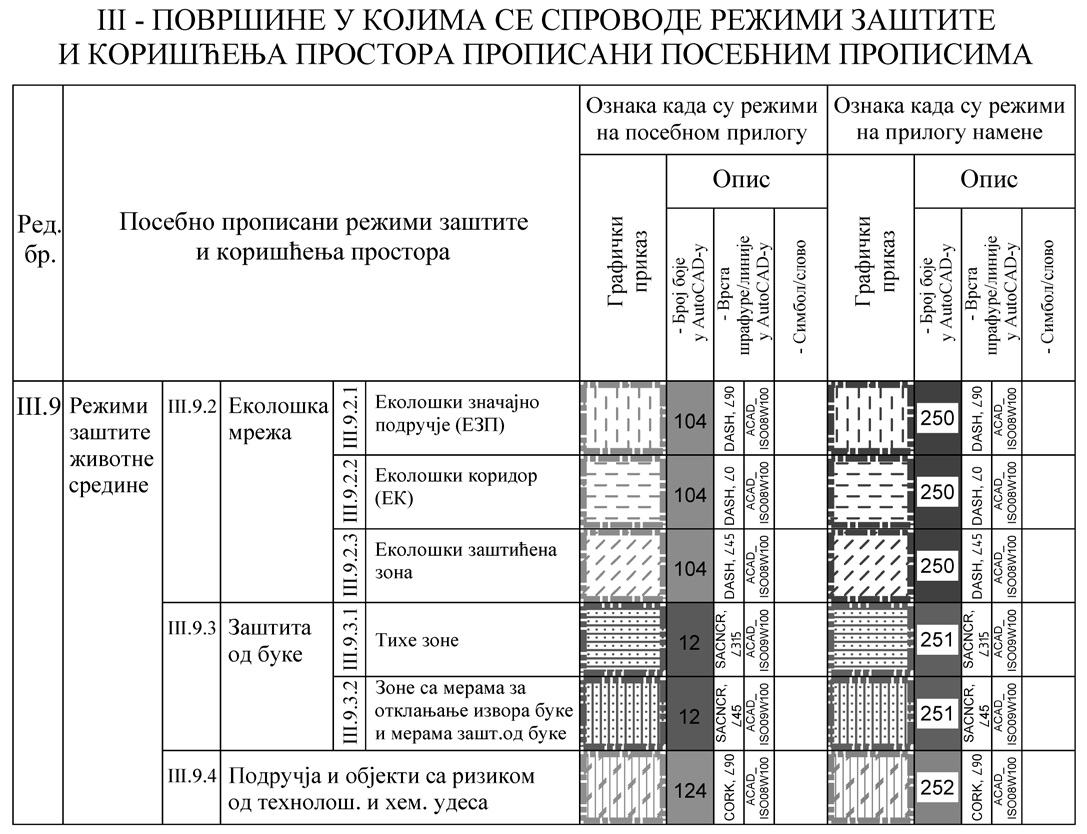 III - ПОВРШИНЕ У КОЈИМА СЕ СПРОВОДЕ РЕЖИМИ ЗАШТИТЕ
И КОРИШЋЕЊА ПРОСТОРА ПРОПИСАНИ ПОСЕБНИМ ПРОПИСИМА
Ред.
бр.
Посебно прописани режими заштите
и коришћења простора
Ознака када су режими
на посебном прилогу
Ознака када су режими
на прилогу намене
Графички
приказ
Опис
- Број боје
у AutoCAD-у
- Врста
шрафуре/линије
у AutoCAD-у
- Симбол/слово
Графички
приказ
Опис
- Број боје
у AutoCAD-у
- Врста
шрафуре/линије
у AutoCAD-у
- Симбол/слово
III.9
Режими
заштите
животне
средине
III.9.2
Еколошка
мрежа
III.9.2.1
Еколошки значајно
подручје (ЕЗП)
104
DASH, ∠90
ACAD_
ISO08W100
250
DASH, ∠90
ACAD_
ISO08W100
III.9.2.2
Еколошки коридор
(ЕК)
104
DASH, ∠0
ACAD_
ISO08W100
250
DASH, ∠0
ACAD_
ISO08W100
III.9.2.3
Еколошки заштићена
зона
104
DASH, ∠45
ACAD_
ISO08W100
250
DASH, ∠45
ACAD_
ISO08W100
III.9.3
Заштита
од буке
III.9.3.1
Тихе зоне
12
SACNCR,
∠315
ACAD_
ISO09W100
251
SACNCR,
∠315
ACAD_
ISO09W100
III.9.3.2
Зоне са мерама за
отклањање извора буке
и мерама зашт.од буке
12
SACNCR,
∠45
ACAD_
ISO09W100
251
SACNCR,
∠45
ACAD_
ISO09W100
III.9.4
Подручја и објекти са ризиком
од технолош. и хем. удеса
124
CORK, ∠90
ACAD_
ISO08W100
252
CORK, ∠90
ACAD_
ISO08W100